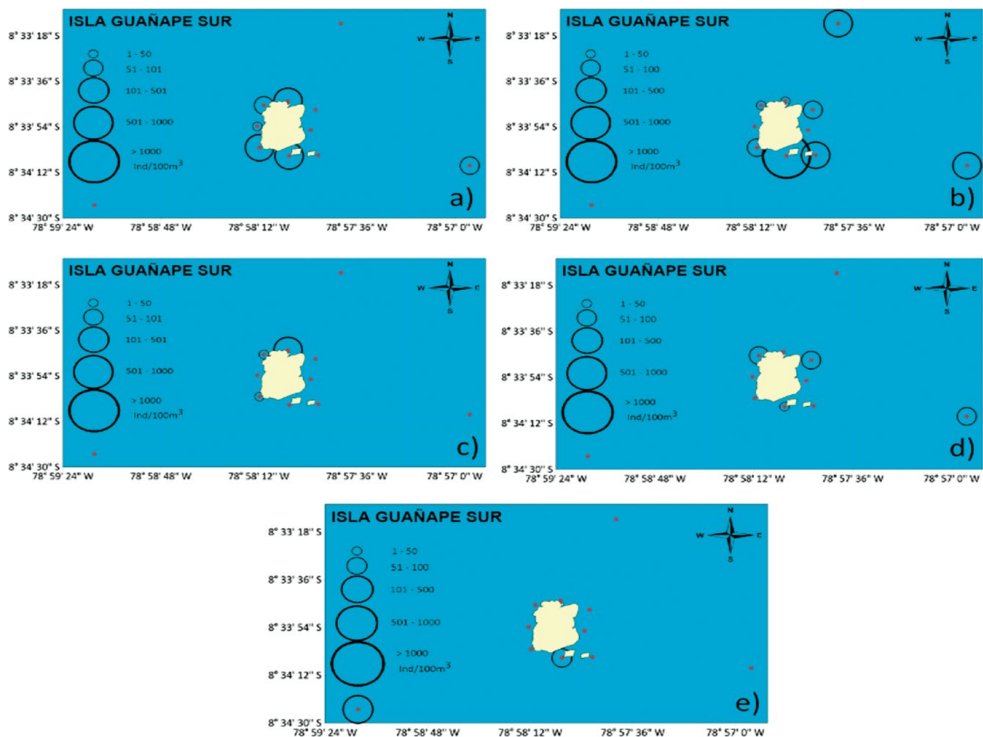 ISLA GUAÑAPE SUR
N
W E
S
8° 33' 18" S
8° 33' 36" S
8° 33' 54" S
8° 34' 12" S
8° 34' 30" S
1 - 50
51 - 101
101 - 501
501 - 1000
> 1000
Ind/100m³
a)
78° 59' 24" W 78° 58' 48" W 78° 58' 12" W 78° 57' 36" W 78° 57' 0" W
ISLA GUAÑAPE SUR
N
W E
S
8° 33' 18" S
8° 33' 36" S
8° 33' 54" S
8° 34' 12" S
8° 34' 30" S
1 - 50
51 - 100
101 - 500
501 - 1000
> 1000
Ind/100m³
b)
78° 59' 24" W 78° 58' 48" W 78° 58' 12" W 78° 57' 36" W 78° 57' 0" W
ISLA GUAÑAPE SUR
N
W E
S
8° 33' 18" S
8° 33' 36" S
8° 33' 54" S
8° 34' 12" S
8° 34' 30" S
1 - 50
51 - 101
101 - 501
501 - 1000
> 1000
Ind/100m³
c)
78° 59' 24" W 78° 58' 48" W 78° 58' 12" W 78° 57' 36" W 78° 57' 0" W
ISLA GUAÑAPE SUR
N
W E
S
8° 33' 18" S
8° 33' 36" S
8° 33' 54" S
8° 34' 12" S
8° 34' 30" S
1 - 50
51 - 100
101 - 500
501 - 1000
> 1000
Ind/100m³
d)
78° 59' 24" W 78° 58' 48" W 78° 58' 12" W 78° 57' 36" W 78° 57' 0" W
ISLA GUAÑAPE SUR
N
W E
S
8° 33' 18" S
8° 33' 36" S
8° 33' 54" S
8° 34' 12" S
8° 34' 30" S
1 - 50
51 - 100
101 - 500
501 - 1000
> 1000
Ind/100m³
e)
78° 59' 24" W 78° 58' 48" W 78° 58' 12" W 78° 57' 36" W 78° 57' 0" W